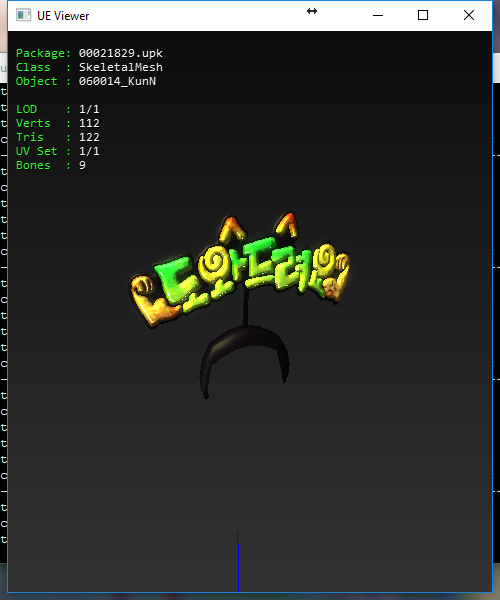 UE Viewer
Package: 00021829.upk
Class : SkeletalMesh
Object : 060014_KunN
LOD : 1/1
Verts : 112
Tris : 122
UV Set : 1/1
Bones : 9
도와드려요